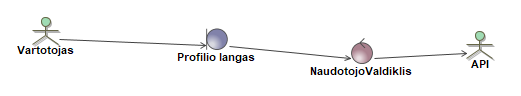 Vartotojas
Profilio langas
NaudotojoValdiklis
API